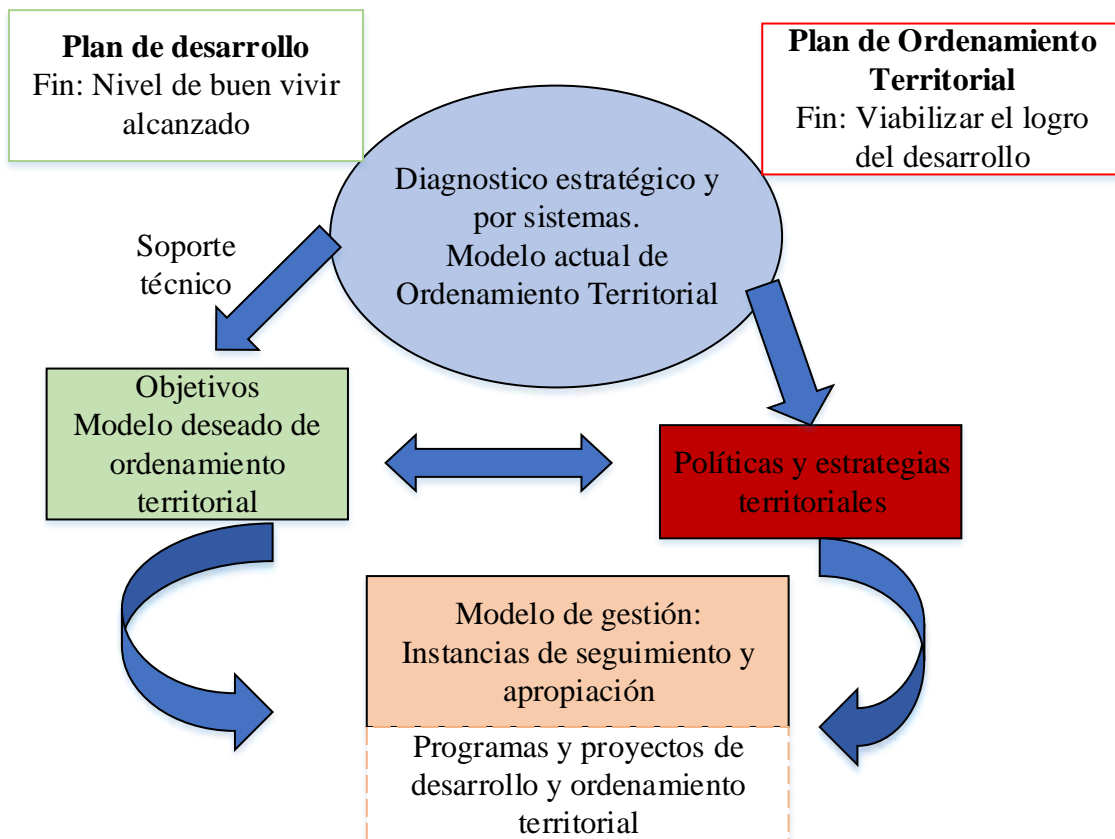 Plan de desarrollo
Fin: Nivel de buen vivir
alcanzado
Plan de Ordenamiento
Territorial
Fin: Viabilizar el logro
del desarrollo
Diagnostico estratégico y
por sistemas.
Modelo actual de
Ordenamiento Territorial
Soporte
técnico
Objetivos
Modelo deseado de
ordenamiento
territorial
Políticas y estrategias
territoriales
Modelo de gestión:
Instancias de seguimiento y
apropiación
Programas y proyectos de
desarrollo y ordenamiento
territorial